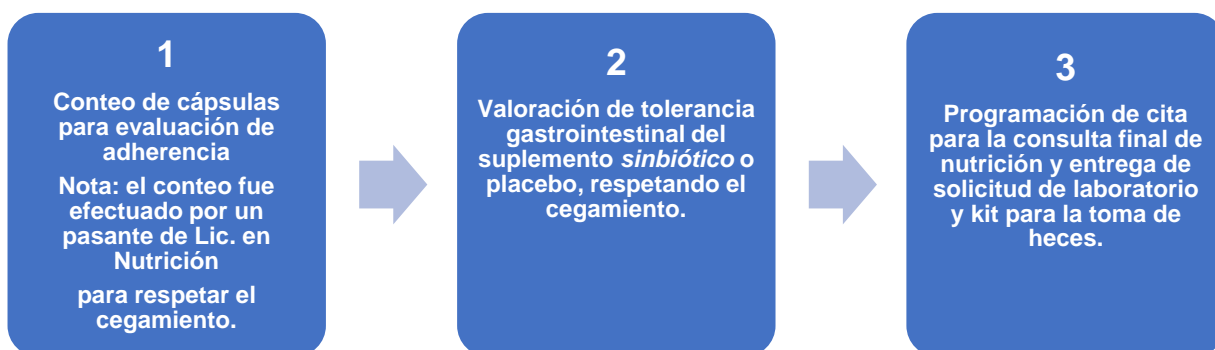 1
Conteo de cápsulas
para evaluación de
adherencia
Nota: el conteo fue
efectuado por un
pasante de Lic. en
Nutrición
para respetar el
cegamiento.
2
Valoración de tolerancia
gastrointestinal del
suplemento sinbiótico o
placebo, respetando el
cegamiento.
3
Programación de cita
para la consulta final de
nutrición y entrega de
solicitud de laboratorio
y kit para la toma de
heces.